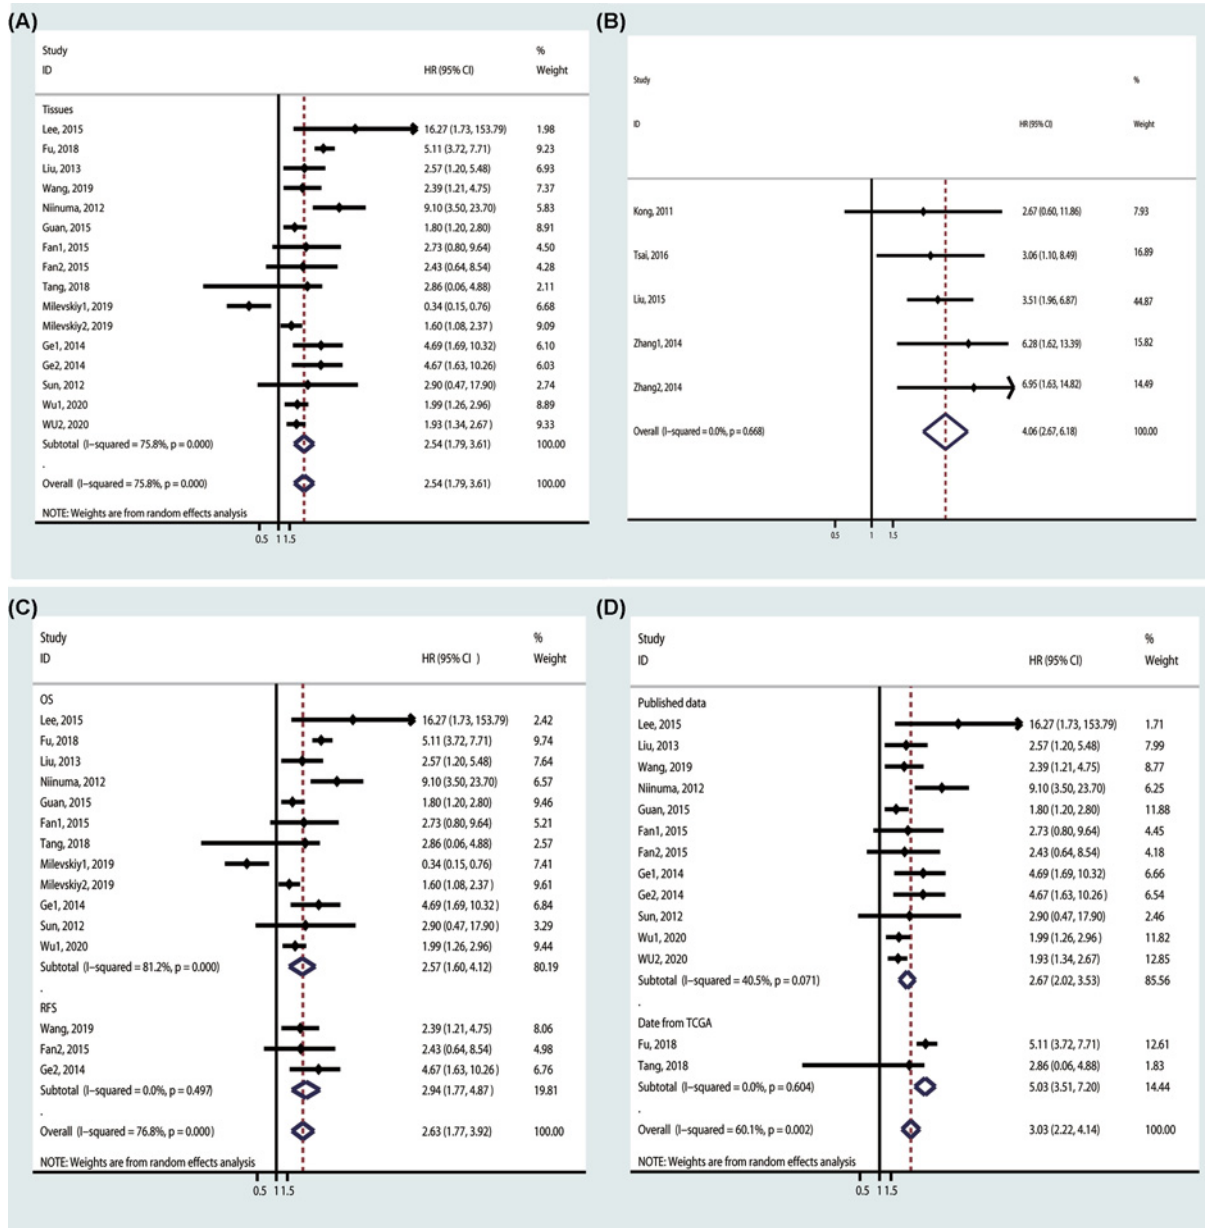 (A)
Study %
ID HR (95% CI) Weight
Tissues
Lee, 2015 16.27 (1.73, 153.79) 1.98
Fu, 2018 5.11 (3.72, 7.71) 9.23
Liu, 2013 2.57 (1.20, 5.48) 6.93
Wang, 2019 2.39 (1.21, 4.75) 7.37
Niinuma, 2012 9.10 (3.50, 23.70) 5.83
Guan, 2015 1.80 (1.20, 2.80) 8.91
Fan1, 2015 2.73 (0.80, 9.64) 4.50
Fan2, 2015 2.43 (0.64, 8.54) 4.28
Tang, 2018 2.86 (0.06, 4.88) 2.11
Milevskiy1, 2019 0.34 (0.15, 0.76) 6.68
Milevskiy2, 2019 1.60 (1.08, 2.37 ) 9.09
Ge1, 2014 4.69 (1.69, 10.32) 6.10
Ge2, 2014 4.67 (1.63, 10.26) 6.03
Sun, 2012 2.90 (0.47, 17.90) 2.74
Wu1, 2020 1.99 (1.26, 2.96) 8.89
WU2, 2020 1.93 (1.34, 2.67 ) 9.33
Subtotal (I−squared = 75.8%, p = 0.000) 2.54 (1.79, 3.61) 100.00
.
Overall (I−squared = 75.8%, p = 0.000) 2.54 (1.79, 3.61) 100.00
NOTE: Weights are from random effects analysis
0.5 1 1.5
(B)
Study %
ID HR (95% CI) Weight
Kong, 2011 2.67 (0.60, 11.86) 7.93
Tsai, 2016 3.06 (1.10, 8.49) 16.89
Liu, 2015 3.51 (1.96, 6.87) 44.87
Zhang1, 2014 6.28 (1.62, 13.39) 15.82
Zhang2, 2014 6.95 (1.63, 14.82) 14.49
Overall (I−squared = 0.0%, p = 0.668) 4.06 (2.67, 6.18) 100.00
0.5 1 1.5
(C)
Study %
ID HR (95% CI ) Weight
OS
Lee, 2015 16.27 (1.73, 153.79) 2.42
Fu, 2018 5.11 (3.72, 7.71) 9.74
Liu, 2013 2.57 (1.20, 5.48) 7.64
Niinuma, 2012 9.10 (3.50, 23.70) 6.57
Guan, 2015 1.80 (1.20, 2.80) 9.46
Fan1, 2015 2.73 (0.80, 9.64) 5.21
Tang, 2018 2.86 (0.06, 4.88) 2.57
Milevskiy1, 2019 0.34 (0.15, 0.76) 7.41
Milevskiy2, 2019 1.60 (1.08, 2.37 ) 9.61
Ge1, 2014 4.69 (1.69, 10.32 ) 6.84
Sun, 2012 2.90 (0.47, 17.90 ) 3.29
Wu1, 2020 1.99 (1.26, 2.96) 9.44
Subtotal (I−squared = 81.2%, p = 0.000) 2.57 (1.60, 4.12) 80.19
.
RFS
Wang, 2019 2.39 (1.21, 4.75) 8.06
Fan2, 2015 2.43 (0.64, 8.54) 4.98
Ge2, 2014 4.67 (1.63, 10.26 ) 6.76
Subtotal (I−squared = 0.0%, p = 0.497) 2.94 (1.77, 4.87 ) 19.81
.
Overall (I−squared = 76.8%, p = 0.000) 2.63 (1.77, 3.92) 100.00
NOTE: Weights are from random effects analysis
0.5 1 1.5
(D)
Study %
ID HR (95% CI) Weight
Published data
Lee, 2015 16.27 (1.73, 153.79) 1.71
Liu, 2013 2.57 (1.20, 5.48) 7.99
Wang, 2019 2.39 (1.21, 4.75) 8.77
Niinuma, 2012 9.10 (3.50, 23.70) 6.25
Guan, 2015 1.80 (1.20, 2.80) 11.88
Fan1, 2015 2.73 (0.80, 9.64) 4.45
Fan2, 2015 2.43 (0.64, 8.54) 4.18
Ge1, 2014 4.69 (1.69, 10.32) 6.66
Ge2, 2014 4.67 (1.63, 10.26) 6.54
Sun, 2012 2.90 (0.47, 17.90) 2.46
Wu1, 2020 1.99 (1.26, 2.96 ) 11.82
WU2, 2020 1.93 (1.34, 2.67) 12.85
Subtotal (I−squared = 40.5%, p = 0.071) 2.67 (2.02, 3.53) 85.56
.
Date from TCGA
Fu, 2018 5.11 (3.72, 7.71) 12.61
Tang, 2018 2.86 (0.06, 4.88) 1.83
Subtotal (I−squared = 0.0%, p = 0.604) 5.03 (3.51, 7.20) 14.44
.
Overall (I−squared = 60.1%, p = 0.002) 3.03 (2.22, 4.14) 100.00
NOTE: Weights are from random effects analysis
0.5 1 1.5